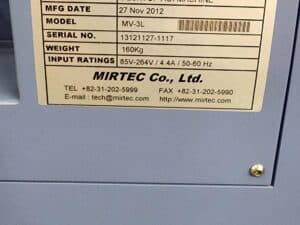 MFG DATE 27 Nov 2012
MODEL MV-3L
SERIAL NO. 13121127-1117
WEIGHT 160Kg
INPUT RATINGS 85V-264V / 4.4A / 50-60 Hz
MIRTEC Co., Ltd.
TEL +82-31-202-5999 FAX +82-31-202-5990
E-mail : tech@mirtec.com http://www.mirtec.com